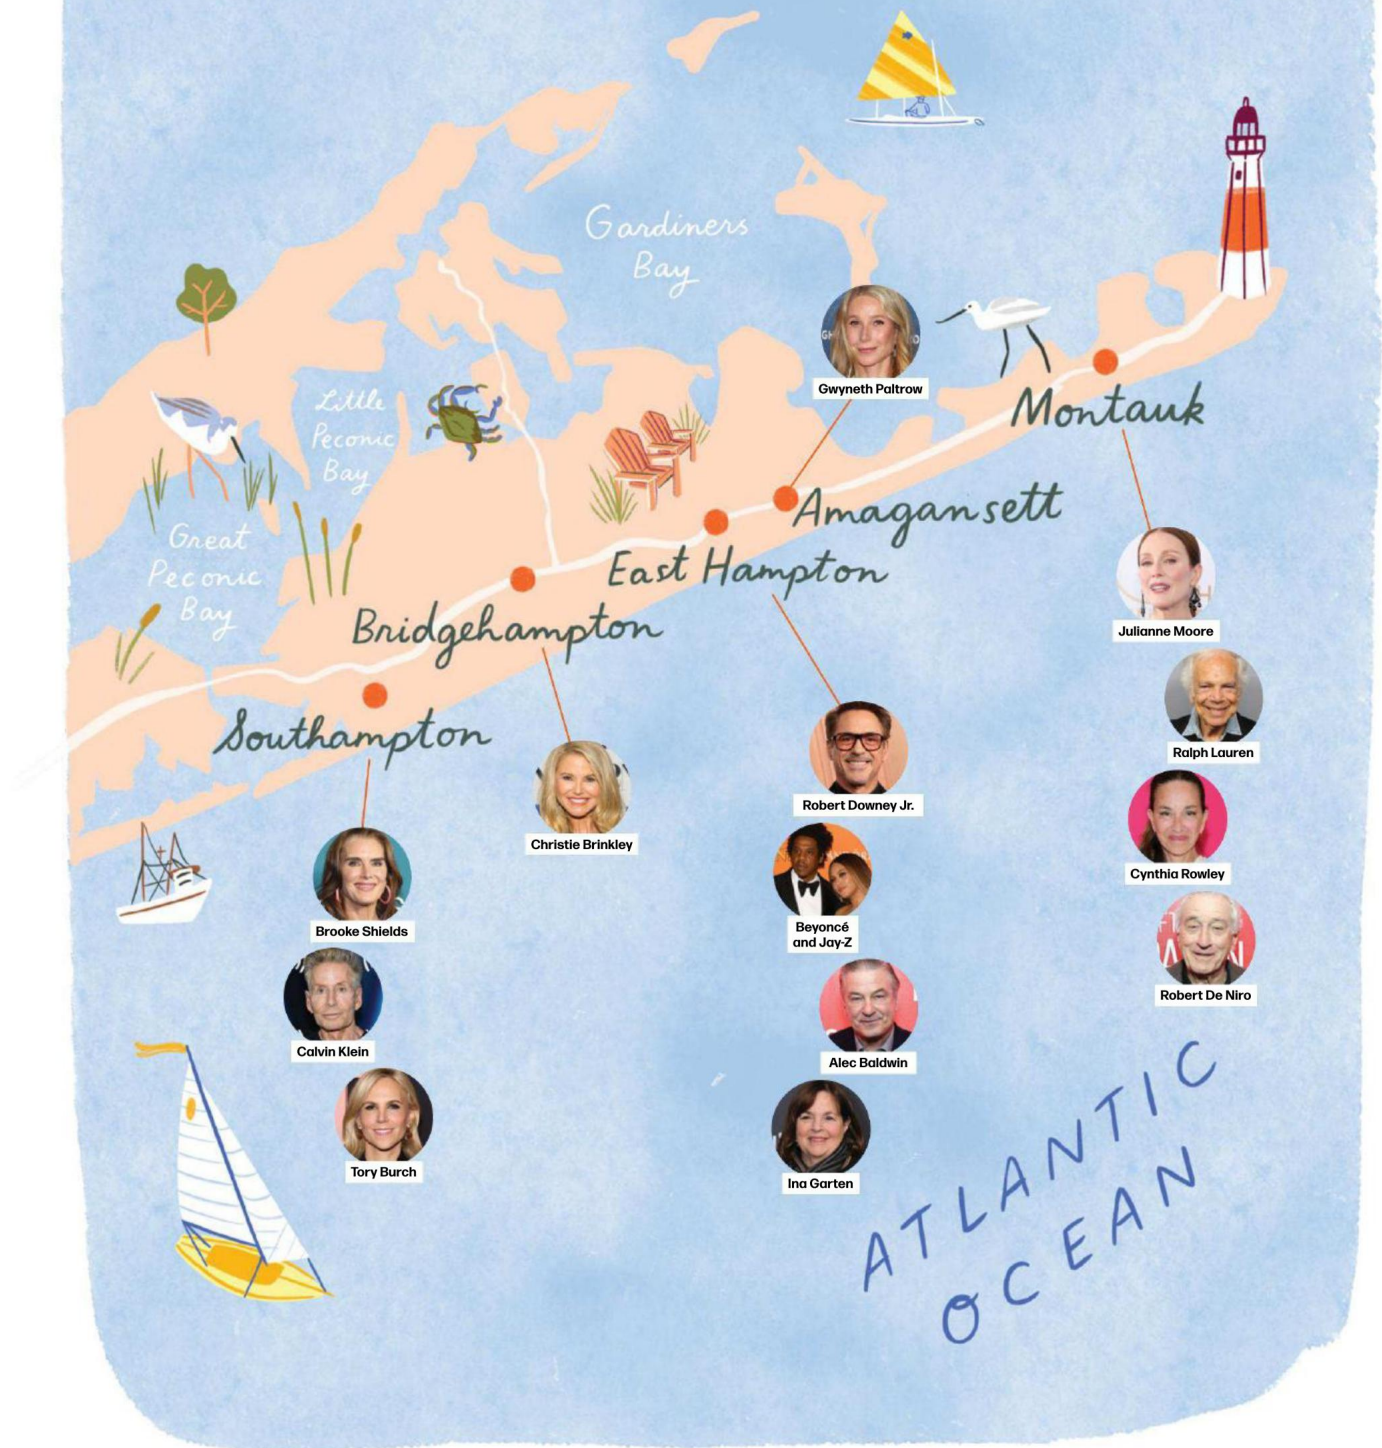 Gardiners
Bay
Gwyneth Paltrow
Little
Peconic
Bay
Montauk
Amagansett
Great
Peconic
Bay
East Hampton
Bridgehampton
Julianne Moore
Southampton
Ralph Lauren
Robert Downey Jr.
Christie Brinkley
Cynthia Rowley
Brooke Shields
Beyoncé
and Jay-Z
Robert De Niro
Calvin Klein
Alec Baldwin
Tory Burch
Ina Garten
ATLANTIC
OCEAN